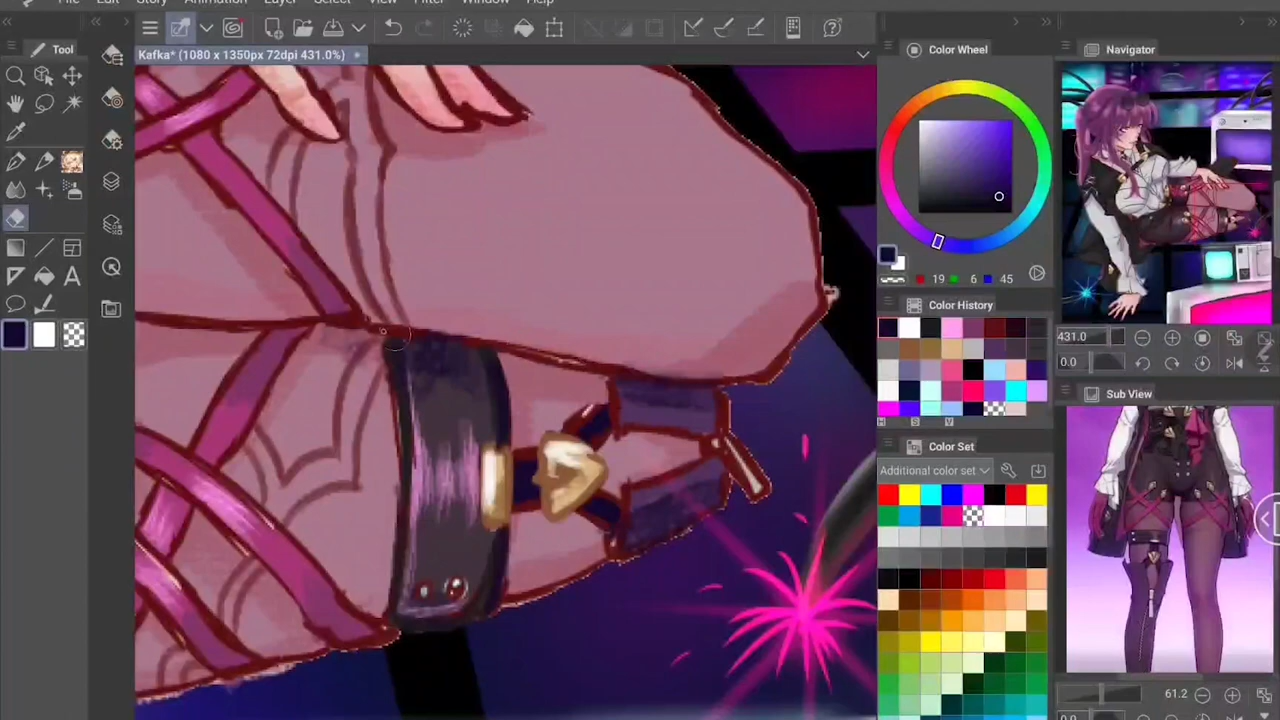 File Edit Story Animation Layer Select View Filter Window Help
Kafka* (1080 x 1350px 72dpi 431.0%)
Tool
Color Wheel
19 6 45
Color History
H S V
Color Set
Additional color set
Navigator
431.0
0.0
Sub View
61.2
0.0